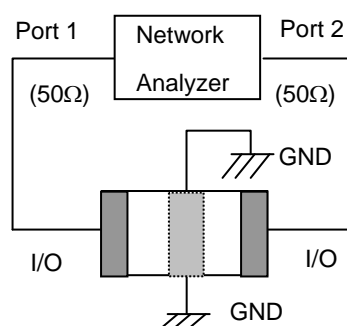 Port 1
Network
Analyzer
Port 2
(50Ω)
(50Ω)
GND
I/O
I/O
GND